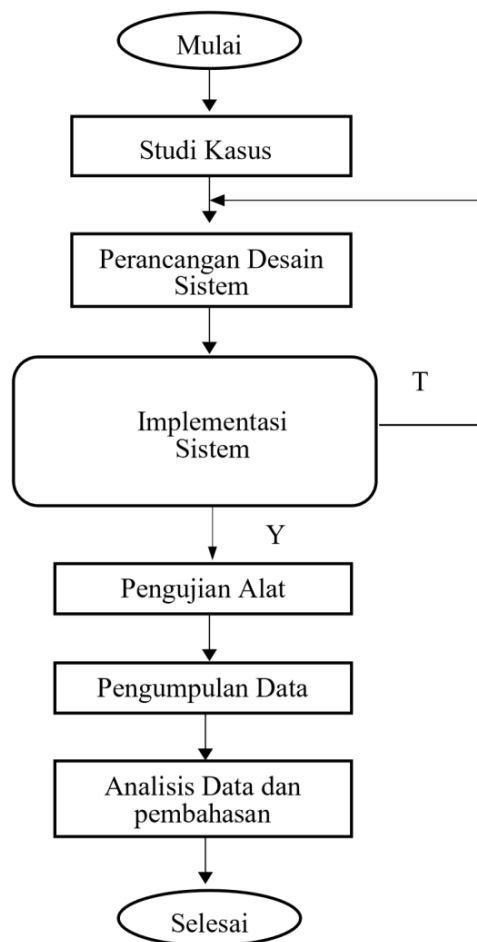 Mulai
Studi Kasus
Perancangan Desain
Sistem
T
Implementasi
Sistem
Y
Pengujian Alat
Pengumpulan Data
Analisis Data dan
pembahasan
Selesai